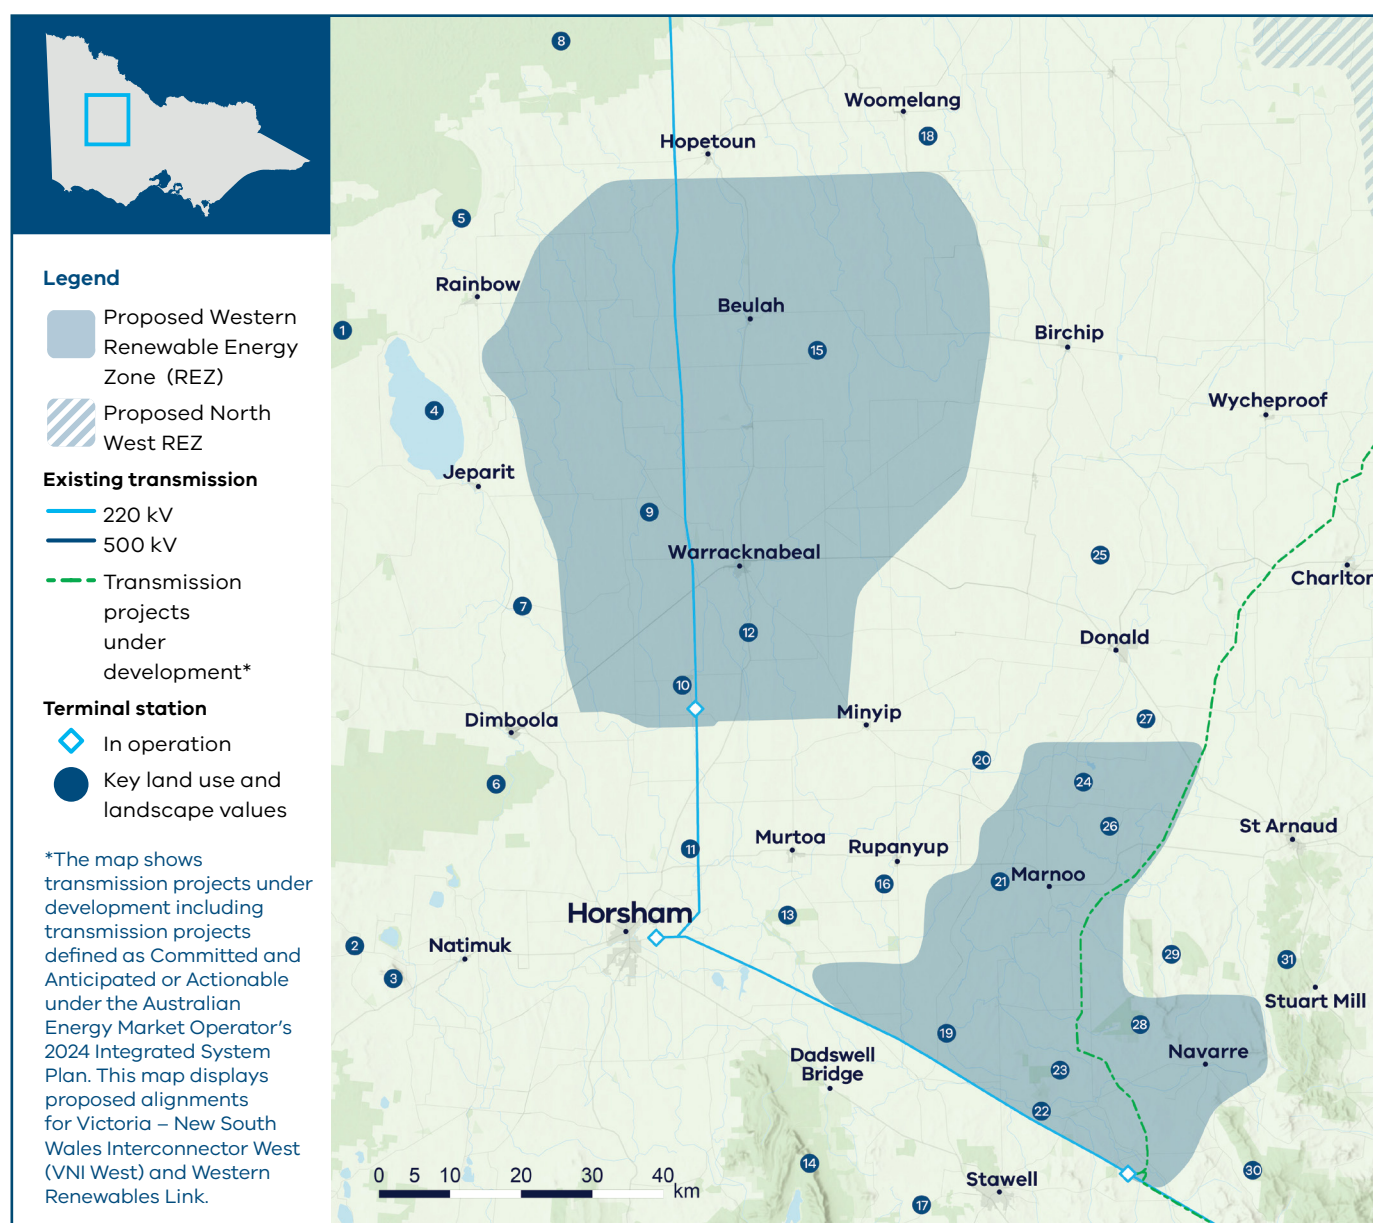 Legend
Proposed Western
Renewable Energy
Zone (REZ)
Proposed North
West REZ
Existing transmission
220 kV
500 kV
Transmission
projects
under
development*
Terminal station
In operation
Key land use and
landscape values
*The map shows
transmission projects under
development including
transmission projects
defined as Committed and
Anticipated or Actionable
under the Australian
Energy Market Operator’s
2024 Integrated System
Plan. This map displays
proposed alignments
for Victoria – New South
Wales Interconnector West
(VNI West) and Western
Renewables Link.
8
Woomelang
18
Hopetoun
5
Rainbow
Beulah
1
15
Birchip
4
Wycheproof
Jeparit
9
Warracknabeal
25
Charlton
7
12
Donald
10
Dimboola
Minyip
27
6
20
24
26
St Arnaud
11
Murtoa
Rupanyup
16
21
Marnoo
Horsham
13
2
Natimuk
29
31
3
Stuart Mill
28
19
Navarre
Dadswell
Bridge
23
22
14
30
Stawell
17
0 5 10 20 30 40
km